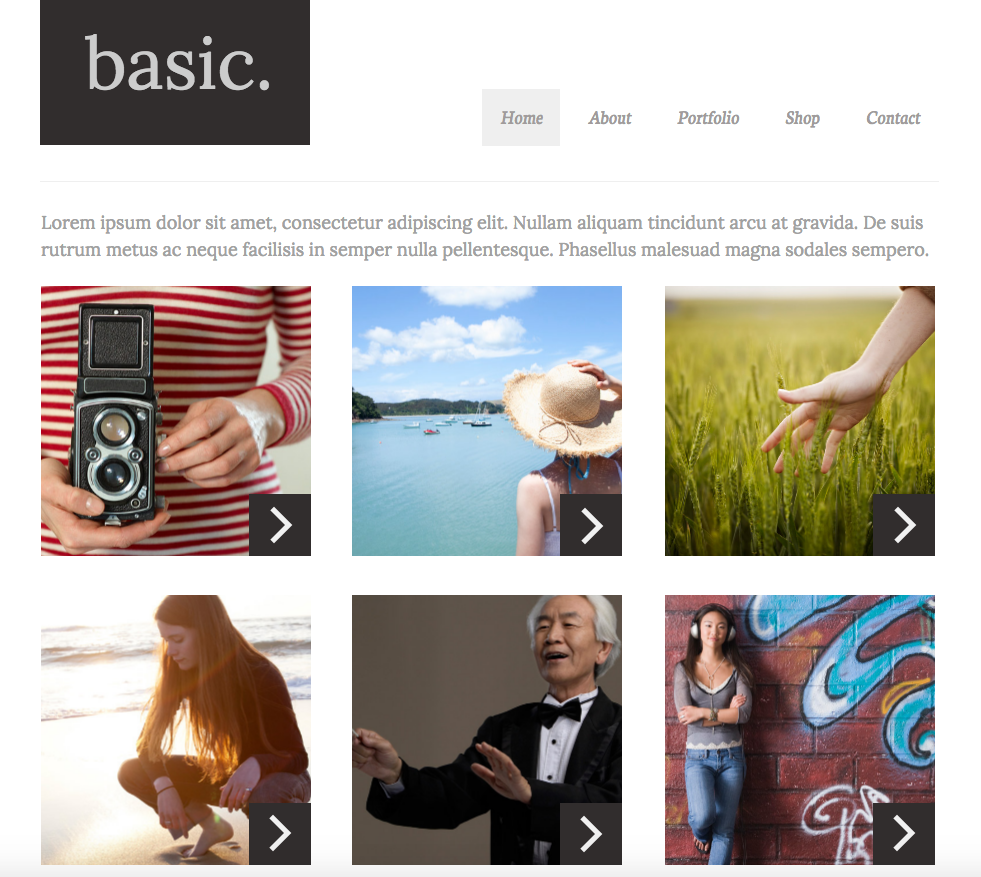 basic.
Home About Portfolio Shop Contact
Lorem ipsum dolor sit amet, consectetur adipiscing elit. Nullam aliquam tincidunt arcu at gravida. De suis
rutrum metus ac neque facilisis in semper nulla pellentesque. Phasellus malesuad magna sodales sempero.